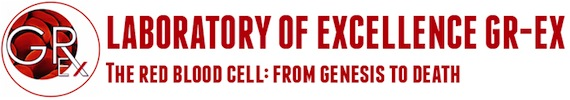 GR
Ex
LABORATORY OF EXCELLENCE GR-EX
THE RED BLOOD CELL: FROM GENESIS TO DEATH